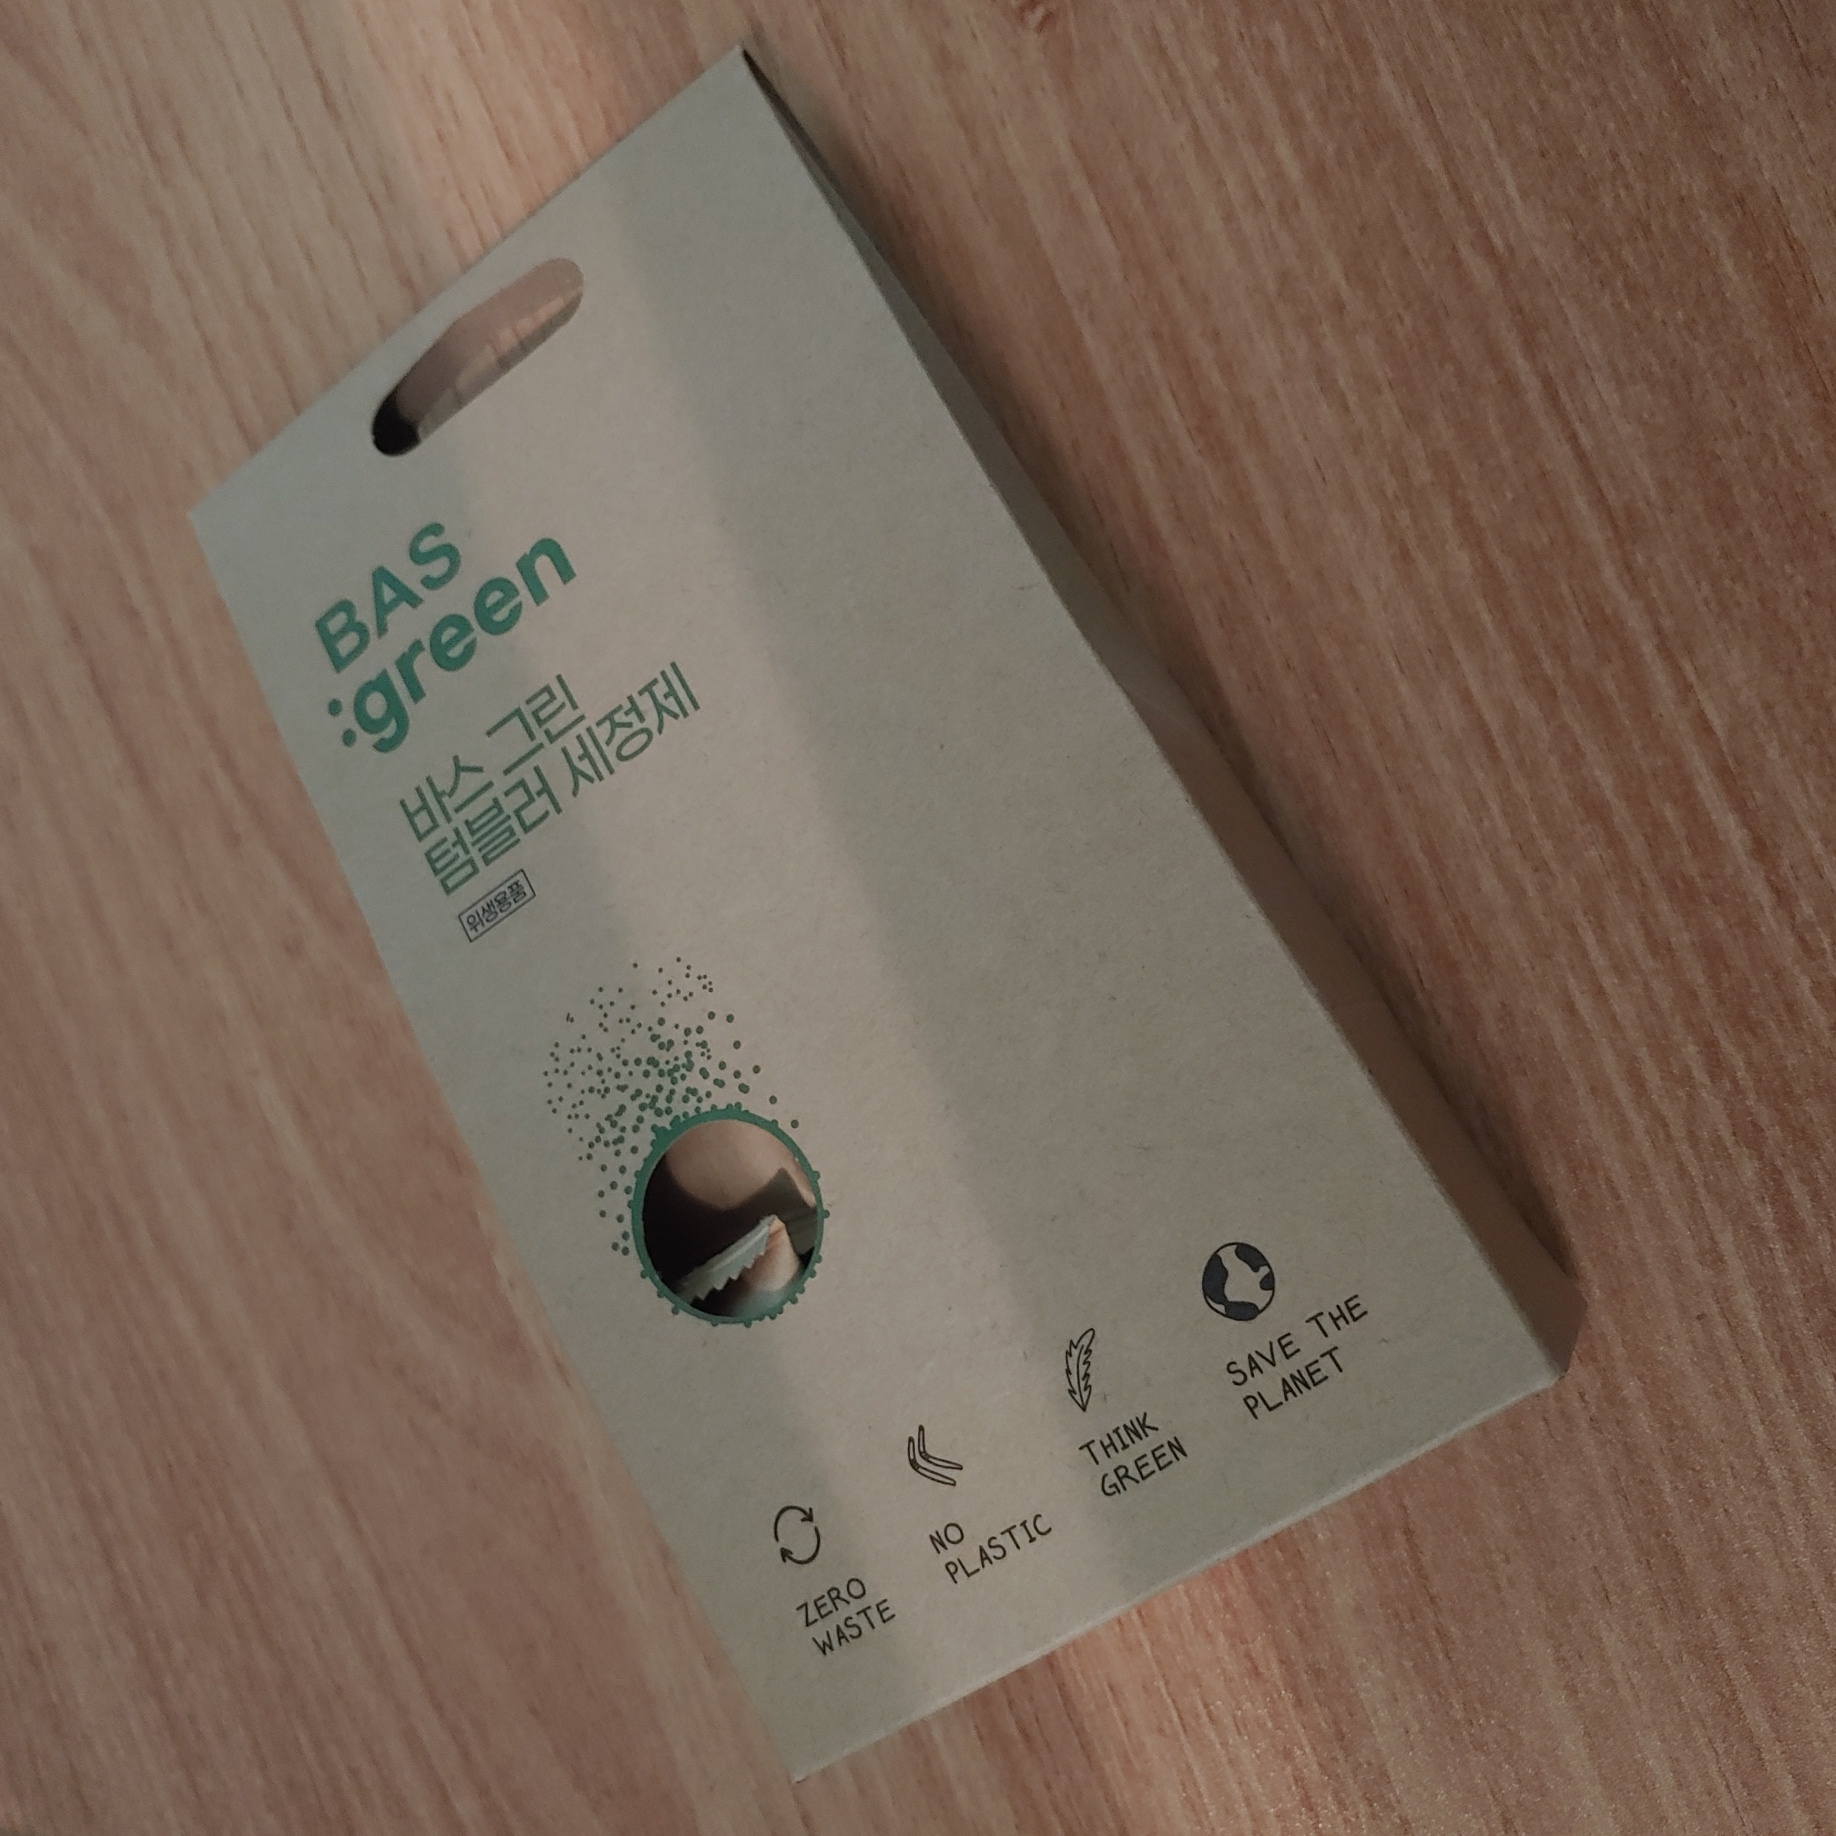 BAS
:green
바스 그린
텀블러 세정제
위생용품
ZERO
WASTE
NO
PLASTIC
THINK
GREEN
SAVE THE
PLANET